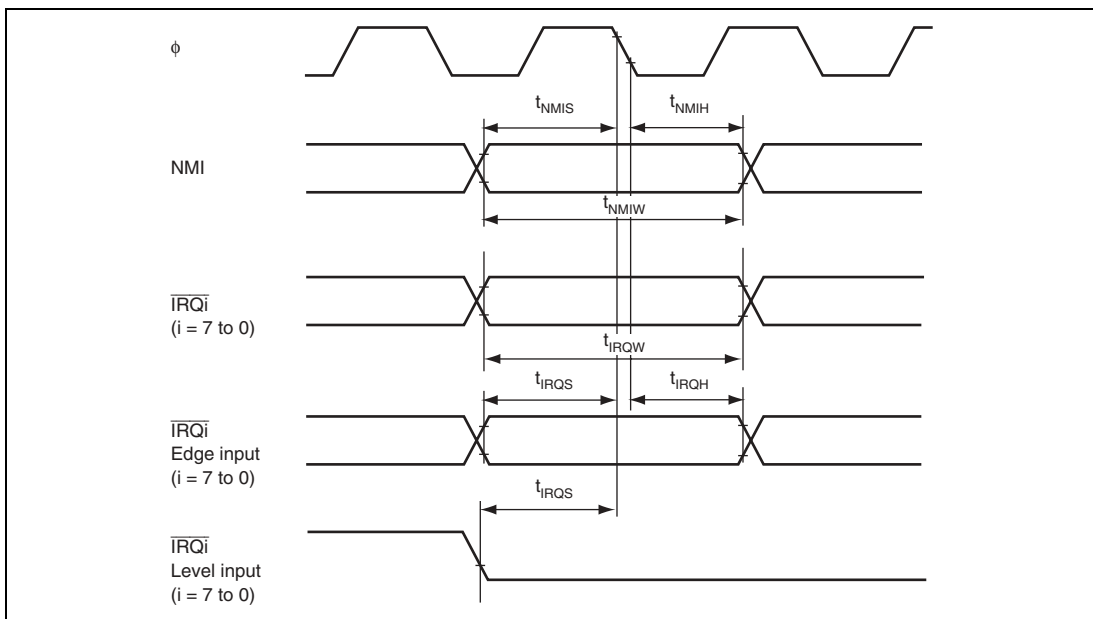 ϕ
tNMIS
tNMIH
NMI
tNMIW
IRQi
(i = 7 to 0)
tIRQW
tIRQS
tIRQH
IRQi
Edge input
(i = 7 to 0)
tIRQS
IRQi
Level input
(i = 7 to 0)